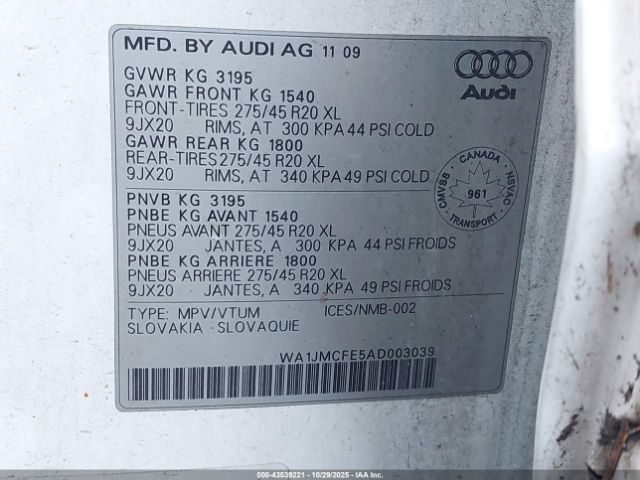 MFD. BY AUDI AG 11 09
Audi
GVWR KG 3195
GAWR FRONT KG 1540
FRONT-TIRES 275/45 R20 XL
9JX20 RIMS, AT 300 KPA 44 PSI COLD
GAWR REAR KG 1800
REAR-TIRES 275/45 R20 XL
9JX20 RIMS, AT 340 KPA 49 PSI COLD
CANADA
CMVSS 961 NSVAC
TRANSPORT
PNVB KG 3195
PNBE KG AVANT 1540
PNEUS AVANT 275/45 R20 XL
9JX20 JANTES, A 300 KPA 44 PSI FROIDS
PNBE KG ARRIERE 1800
PNEUS ARRIERE 275/45 R20 XL
9JX20 JANTES, A 340 KPA 49 PSI FROIDS
TYPE: MPV/VTUM ICES/NMB-002
SLOVAKIA - SLOVAQUIE
WA1JMCFE5AD003039
000-43539221 - 10/29/2025 - IAA Inc.